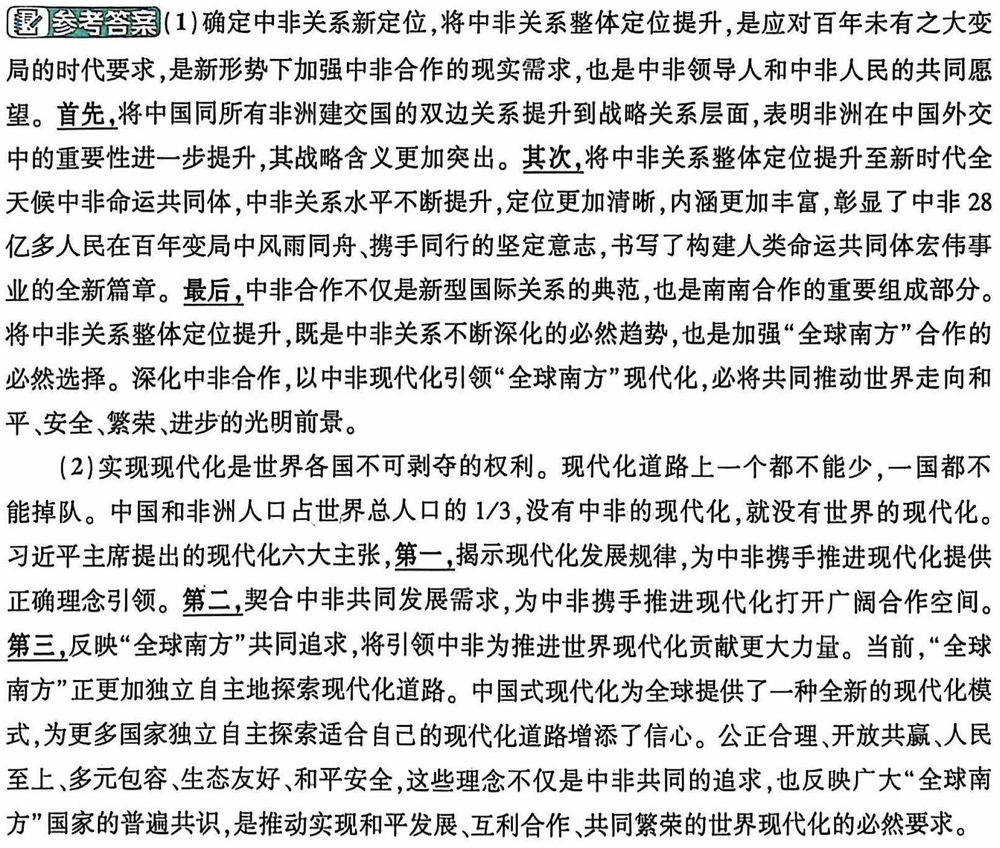 参考答案(1)确定中非关系新定位,将中非关系整体定位提升,是应对百年未有之大变
局的时代要求,是新形势下加强中非合作的现实需求,也是中非领导人和中非人民的共同愿
望。首先,将中国同所有非洲建交国的双边关系提升到战略关系层面,表明非洲在中国外交
中的重要性进一步提升,其战略含义更加突出。其次,将中非关系整体定位提升至新时代全
天候中非命运共同体,中非关系水平不断提升,定位更加清晰,内涵更加丰富,彰显了中非 28
亿多人民在百年变局中风雨同舟、携手同行的坚定意志,书写了构建人类命运共同体宏伟事
业的全新篇章。最后,中非合作不仅是新型国际关系的典范,也是南南合作的重要组成部分。
将中非关系整体定位提升,既是中非关系不断深化的必然趋势,也是加强“全球南方”合作的
必然选择。深化中非合作,以中非现代化引领“全球南方”现代化,必将共同推动世界走向和
平、安全、繁荣、进步的光明前景。
(2)实现现代化是世界各国不可剥夺的权利。现代化道路上一个都不能少,一国都不
能掉队。中国和非洲人口占世界总人口的 1/3,没有中非的现代化,就没有世界的现代化。
习近平主席提出的现代化六大主张,第一,揭示现代化发展规律,为中非携手推进现代化提供
正确理念引领。第二,契合中非共同发展需求,为中非携手推进现代化打开广阔合作空间。
第三,反映“全球南方”共同追求,将引领中非为推进世界现代化贡献更大力量。当前,“全球
南方”正更加独立自主地探索现代化道路。中国式现代化为全球提供了一种全新的现代化模
式,为更多国家独立自主探索适合自己的现代化道路增添了信心。公正合理、开放共赢、人民
至上、多元包容、生态友好、和平安全,这些理念不仅是中非共同的追求,也反映广大“全球南
方”国家的普遍共识,是推动实现和平发展、互利合作、共同繁荣的世界现代化的必然要求。